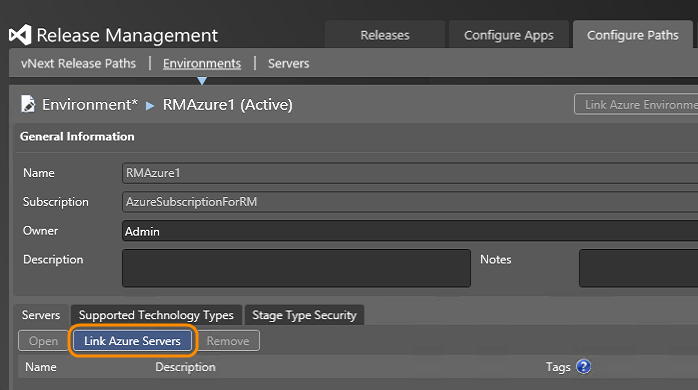 Release Management
Releases
Configure Apps
Configure Paths
vNext Release Paths | Environments | Servers
Environment* ▶ RMAzure1 (Active)
Link Azure Environme
General Information
Name
RMAzure1
Subscription
AzureSubscriptionForRM
Owner
Admin
Description
Notes
Servers
Supported Technology Types
Stage Type Security
Open
Link Azure Servers
Remove
Name
Description
Tags ?